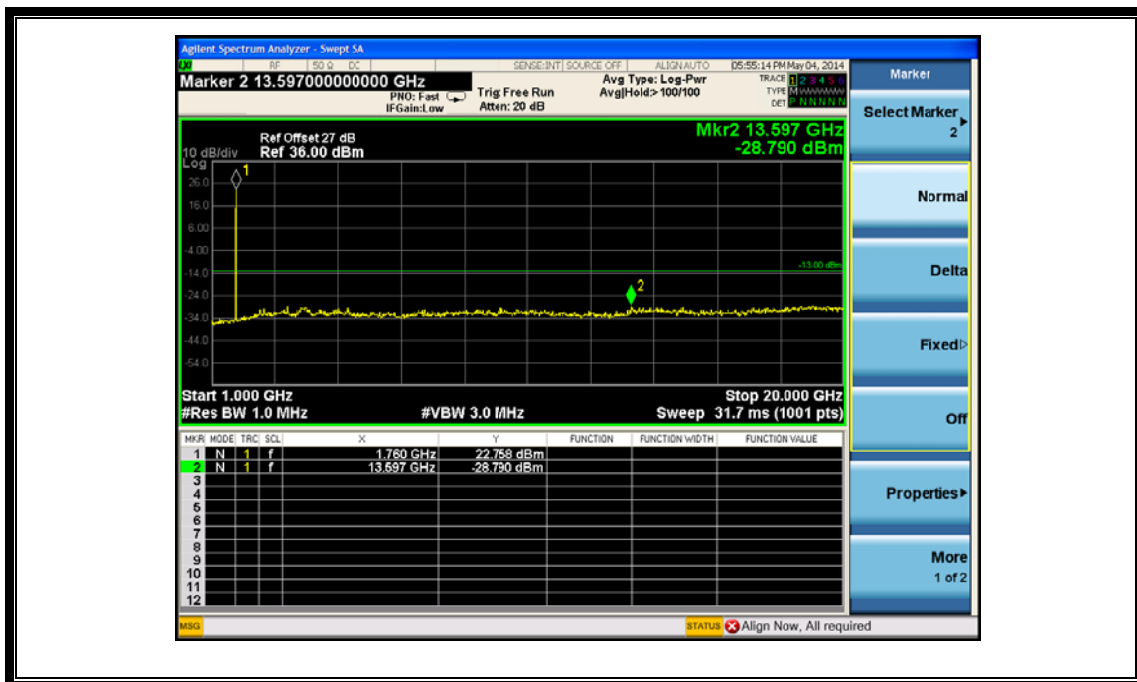 Agilent Spectrum Analyzer - Swept SA
RF 50 Ω DC SENSE:INT SOURCE OFF ALIGN AUTO 05:55:14 PM May 04, 2014
Marker 2 13.597000000000 GHz
PNO: Fast
IFGain:Low
Trig: Free Run
Atten: 20 dB
Avg Type: Log-Pwr
Avg|Hold:> 100/100
TRACE 1 2 3 4 5 6
TYPE M WWWWW
DET P N N N N N
Ref Offset 27 dB
Ref 36.00 dBm
10 dB/div
Log
Mkr2 13.597 GHz
-28.790 dBm
26.0
16.0
6.00
-4.00
-14.0
-24.0
-34.0
-44.0
-54.0
1
2
-13.00 dBm
Start 1.000 GHz Stop 20.000 GHz
#Res BW 1.0 MHz #VBW 3.0 MHz Sweep 31.7 ms (1001 pts)
MKR MODE TRC SCL X Y FUNCTION FUNCTION WIDTH FUNCTION VALUE
1 N 1 f 1.760 GHz 22.758 dBm
2 N 1 f 13.597 GHz -28.790 dBm
3
4
5
6
7
8
9
10
11
12
MSG STATUS Align Now, All required
Marker
Select Marker
2
Normal
Delta
Fixed
Off
Properties
More
1 of 2